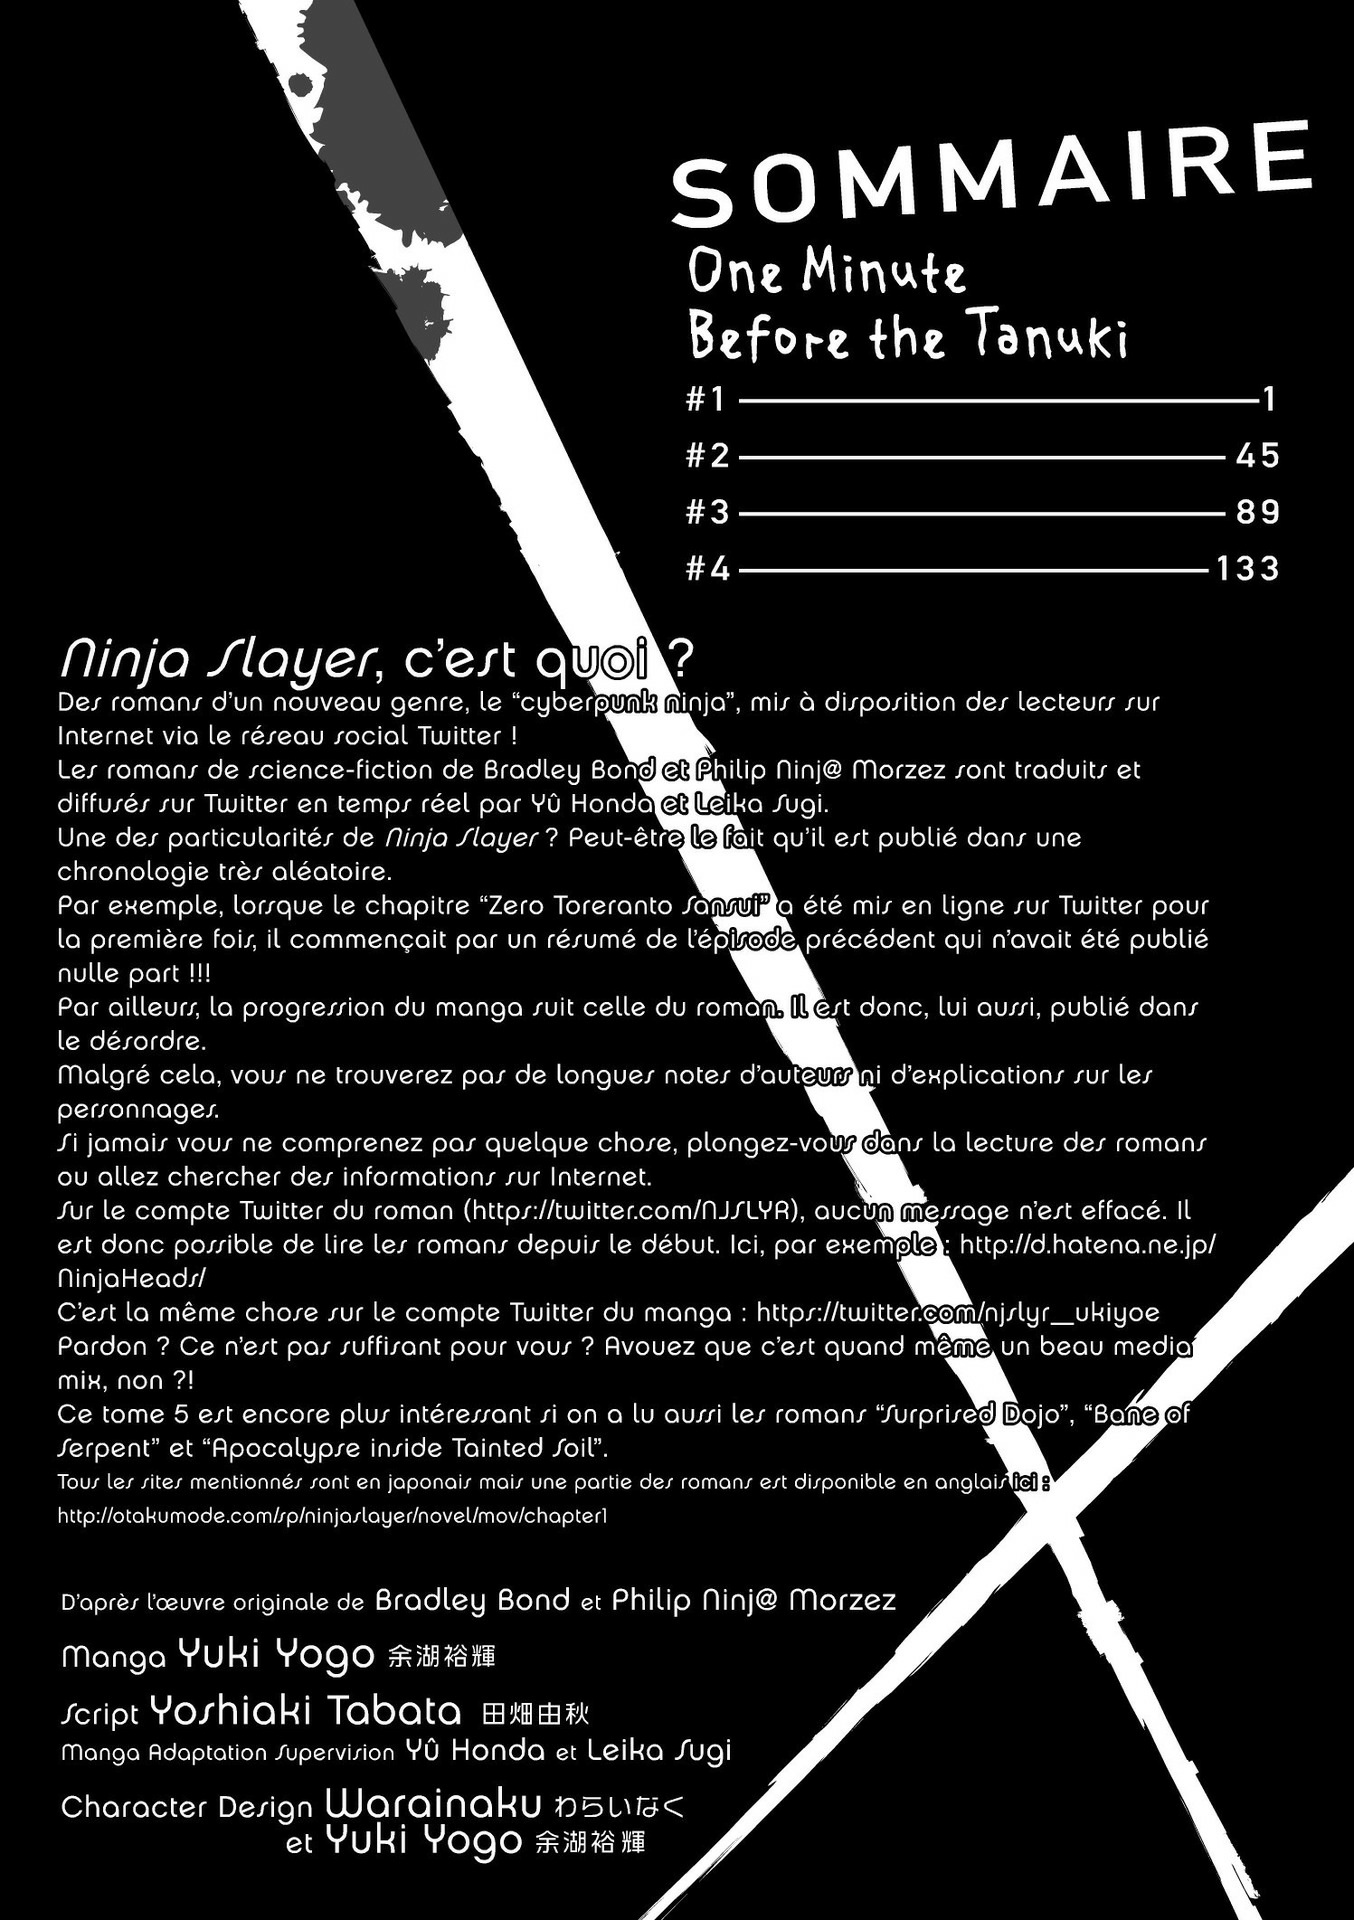 SOMMAIRE
One Minute
Before the Tanuki
#1 1
#2 45
#3 89
#4 133
Ninja Slayer, c’est quoi ?
Des romans d’un nouveau genre, le “cyberpunk ninja”, mis à disposition des lecteurs sur
Internet via le réseau social Twitter !
Les romans de science-fiction de Bradley Bond et Philip Ninj@ Morzez sont traduits et
diffusés sur Twitter en temps réel par Yû Honda et Leika Sugi.
Une des particularités de Ninja Slayer ? Peut-être le fait qu’il est publié dans une
chronologie très aléatoire.
Par exemple, lorsque le chapitre “Zero Toreranto Sansui” a été mis en ligne sur Twitter pour
la première fois, il commençait par un résumé de l’épisode précédent qui n’avait été publié
nulle part !!!
Par ailleurs, la progression du manga suit celle du roman. Il est donc, lui aussi, publié dans
le désordre.
Malgré cela, vous ne trouverez pas de longues notes d’auteurs ni d’explications sur les
personnages.
Si jamais vous ne comprenez pas quelque chose, plongez-vous dans la lecture des romans
ou allez chercher des informations sur Internet.
Sur le compte Twitter du roman (https://twitter.com/NJSLYR), aucun message n’est effacé. Il
est donc possible de lire les romans depuis le début. Ici, par exemple : http://d.hatena.ne.jp/
NinjaHeads/
C’est la même chose sur le compte Twitter du manga : https://twitter.com/njslyr__ukiyoe
Pardon ? Ce n’est pas suffisant pour vous ? Avouez que c’est quand même un beau media
mix, non ?!
Ce tome 5 est encore plus intéressant si on a lu aussi les romans “Surprised Dojo”, “Bane of
Serpent” et “Apocalypse inside Tainted Soil”.
Tous les sites mentionnés sont en japonais mais une partie des romans est disponible en anglais ici :
http://otakumode.com/sp/ninjaslayer/novel/mov/chapter1
D’après l’œuvre originale de Bradley Bond et Philip Ninj@ Morzez
Manga Yuki Yogo 余湖裕輝
Script Yoshiaki Tabata 田畑由秋
Manga Adaptation Supervision Yû Honda et Leika Sugi
Character Design Warainaku わらいなく
et Yuki Yogo 余湖裕輝